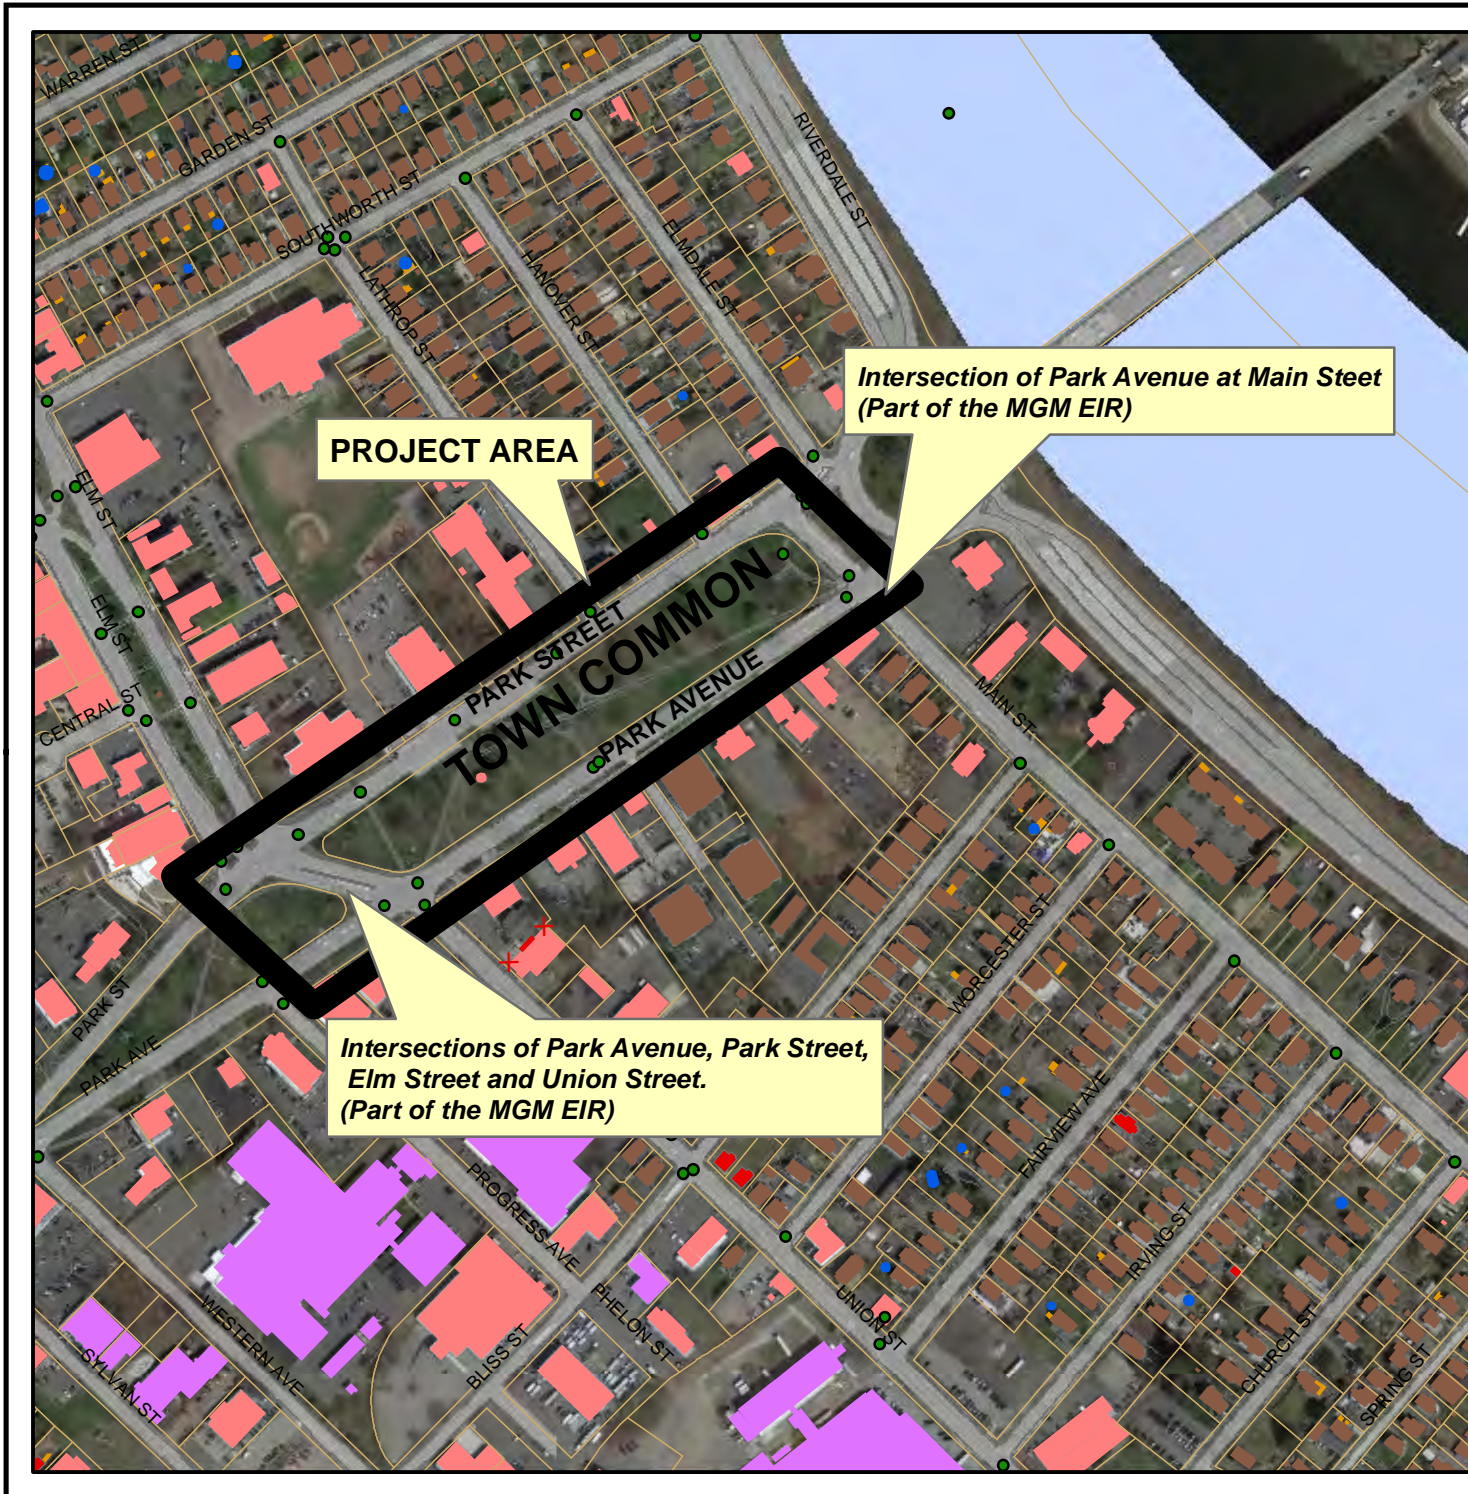 WARREN ST
GARDEN ST
SOUTHWORTH ST
RIVERDALE ST
LATHROP ST
HANOVER ST
ELMDALE ST
Intersection of Park Avenue at Main Steet
(Part of the MGM EIR)
PROJECT AREA
ELM ST
ELM ST
CENTRAL ST
PARK STREET
TOWN COMMON
PARK AVENUE
MAIN ST
PARK ST
PARK AVE
WORCESTER ST
Intersections of Park Avenue, Park Street,
Elm Street and Union Street.
(Part of the MGM EIR)
FAIRVIEW AVE
PROGRESS AVE
IRVING ST
WESTERN AVE
SYLVAN ST
BLISS ST
PHELON ST
UNION ST
CHURCH ST
SPRING ST